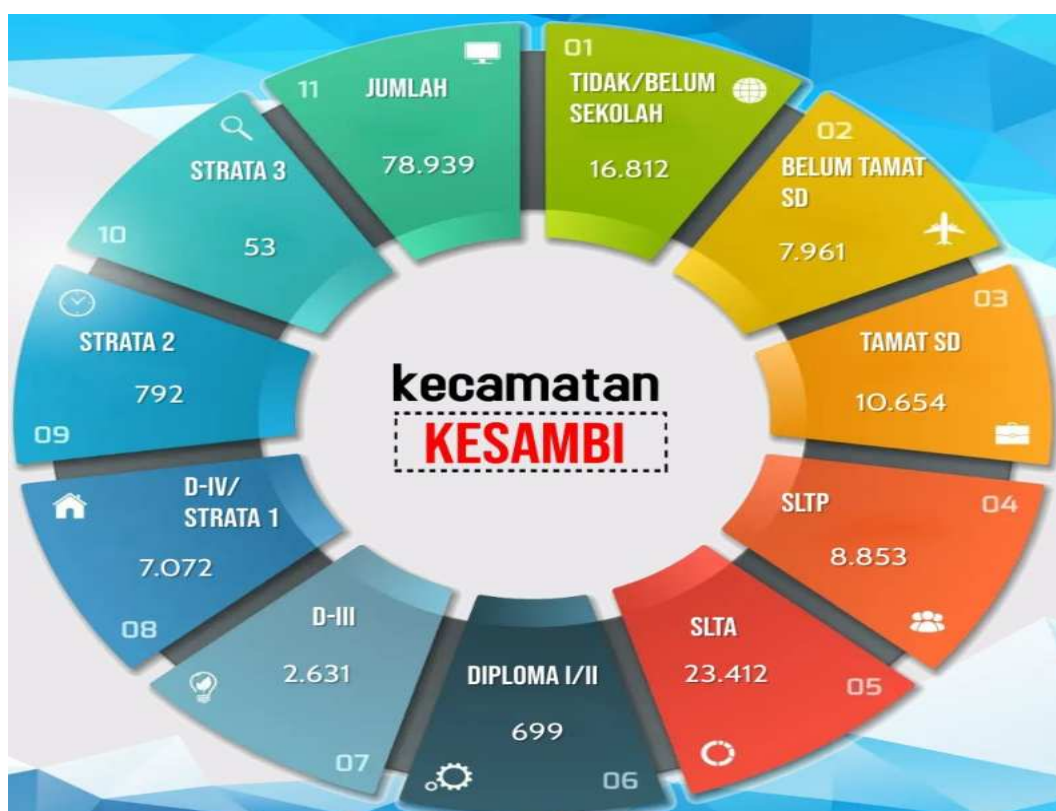 kecamatan
KESAMBI
01
TIDAK/BELUM
SEKOLAH
16.812
02
BELUM TAMAT
SD
7.961
03
TAMAT SD
10.654
04
SLTP
8.853
05
SLTA
23.412
06
DIPLOMA I/II
699
07
D-III
2.631
08
D-IV/
STRATA 1
7.072
09
STRATA 2
792
10
STRATA 3
53
11
JUMLAH
78.939